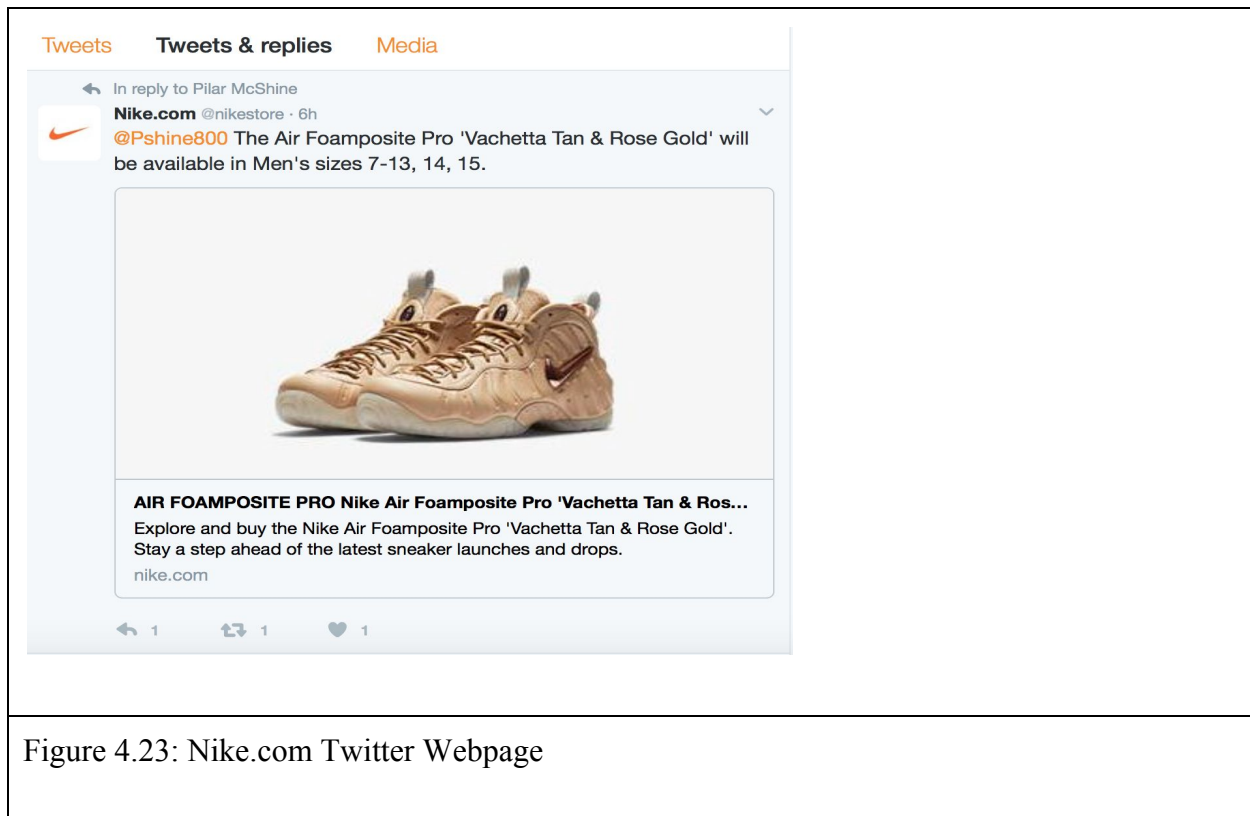 Tweets Tweets & replies Media
In reply to Pilar McShine
Nike.com @nikestore · 6h
@Pshine800 The Air Foamposite Pro 'Vachetta Tan & Rose Gold' will
be available in Men's sizes 7-13, 14, 15.
AIR FOAMPOSITE PRO Nike Air Foamposite Pro 'Vachetta Tan & Ros...
Explore and buy the Nike Air Foamposite Pro 'Vachetta Tan & Rose Gold'.
Stay a step ahead of the latest sneaker launches and drops.
nike.com
1 1 1
Figure 4.23: Nike.com Twitter Webpage